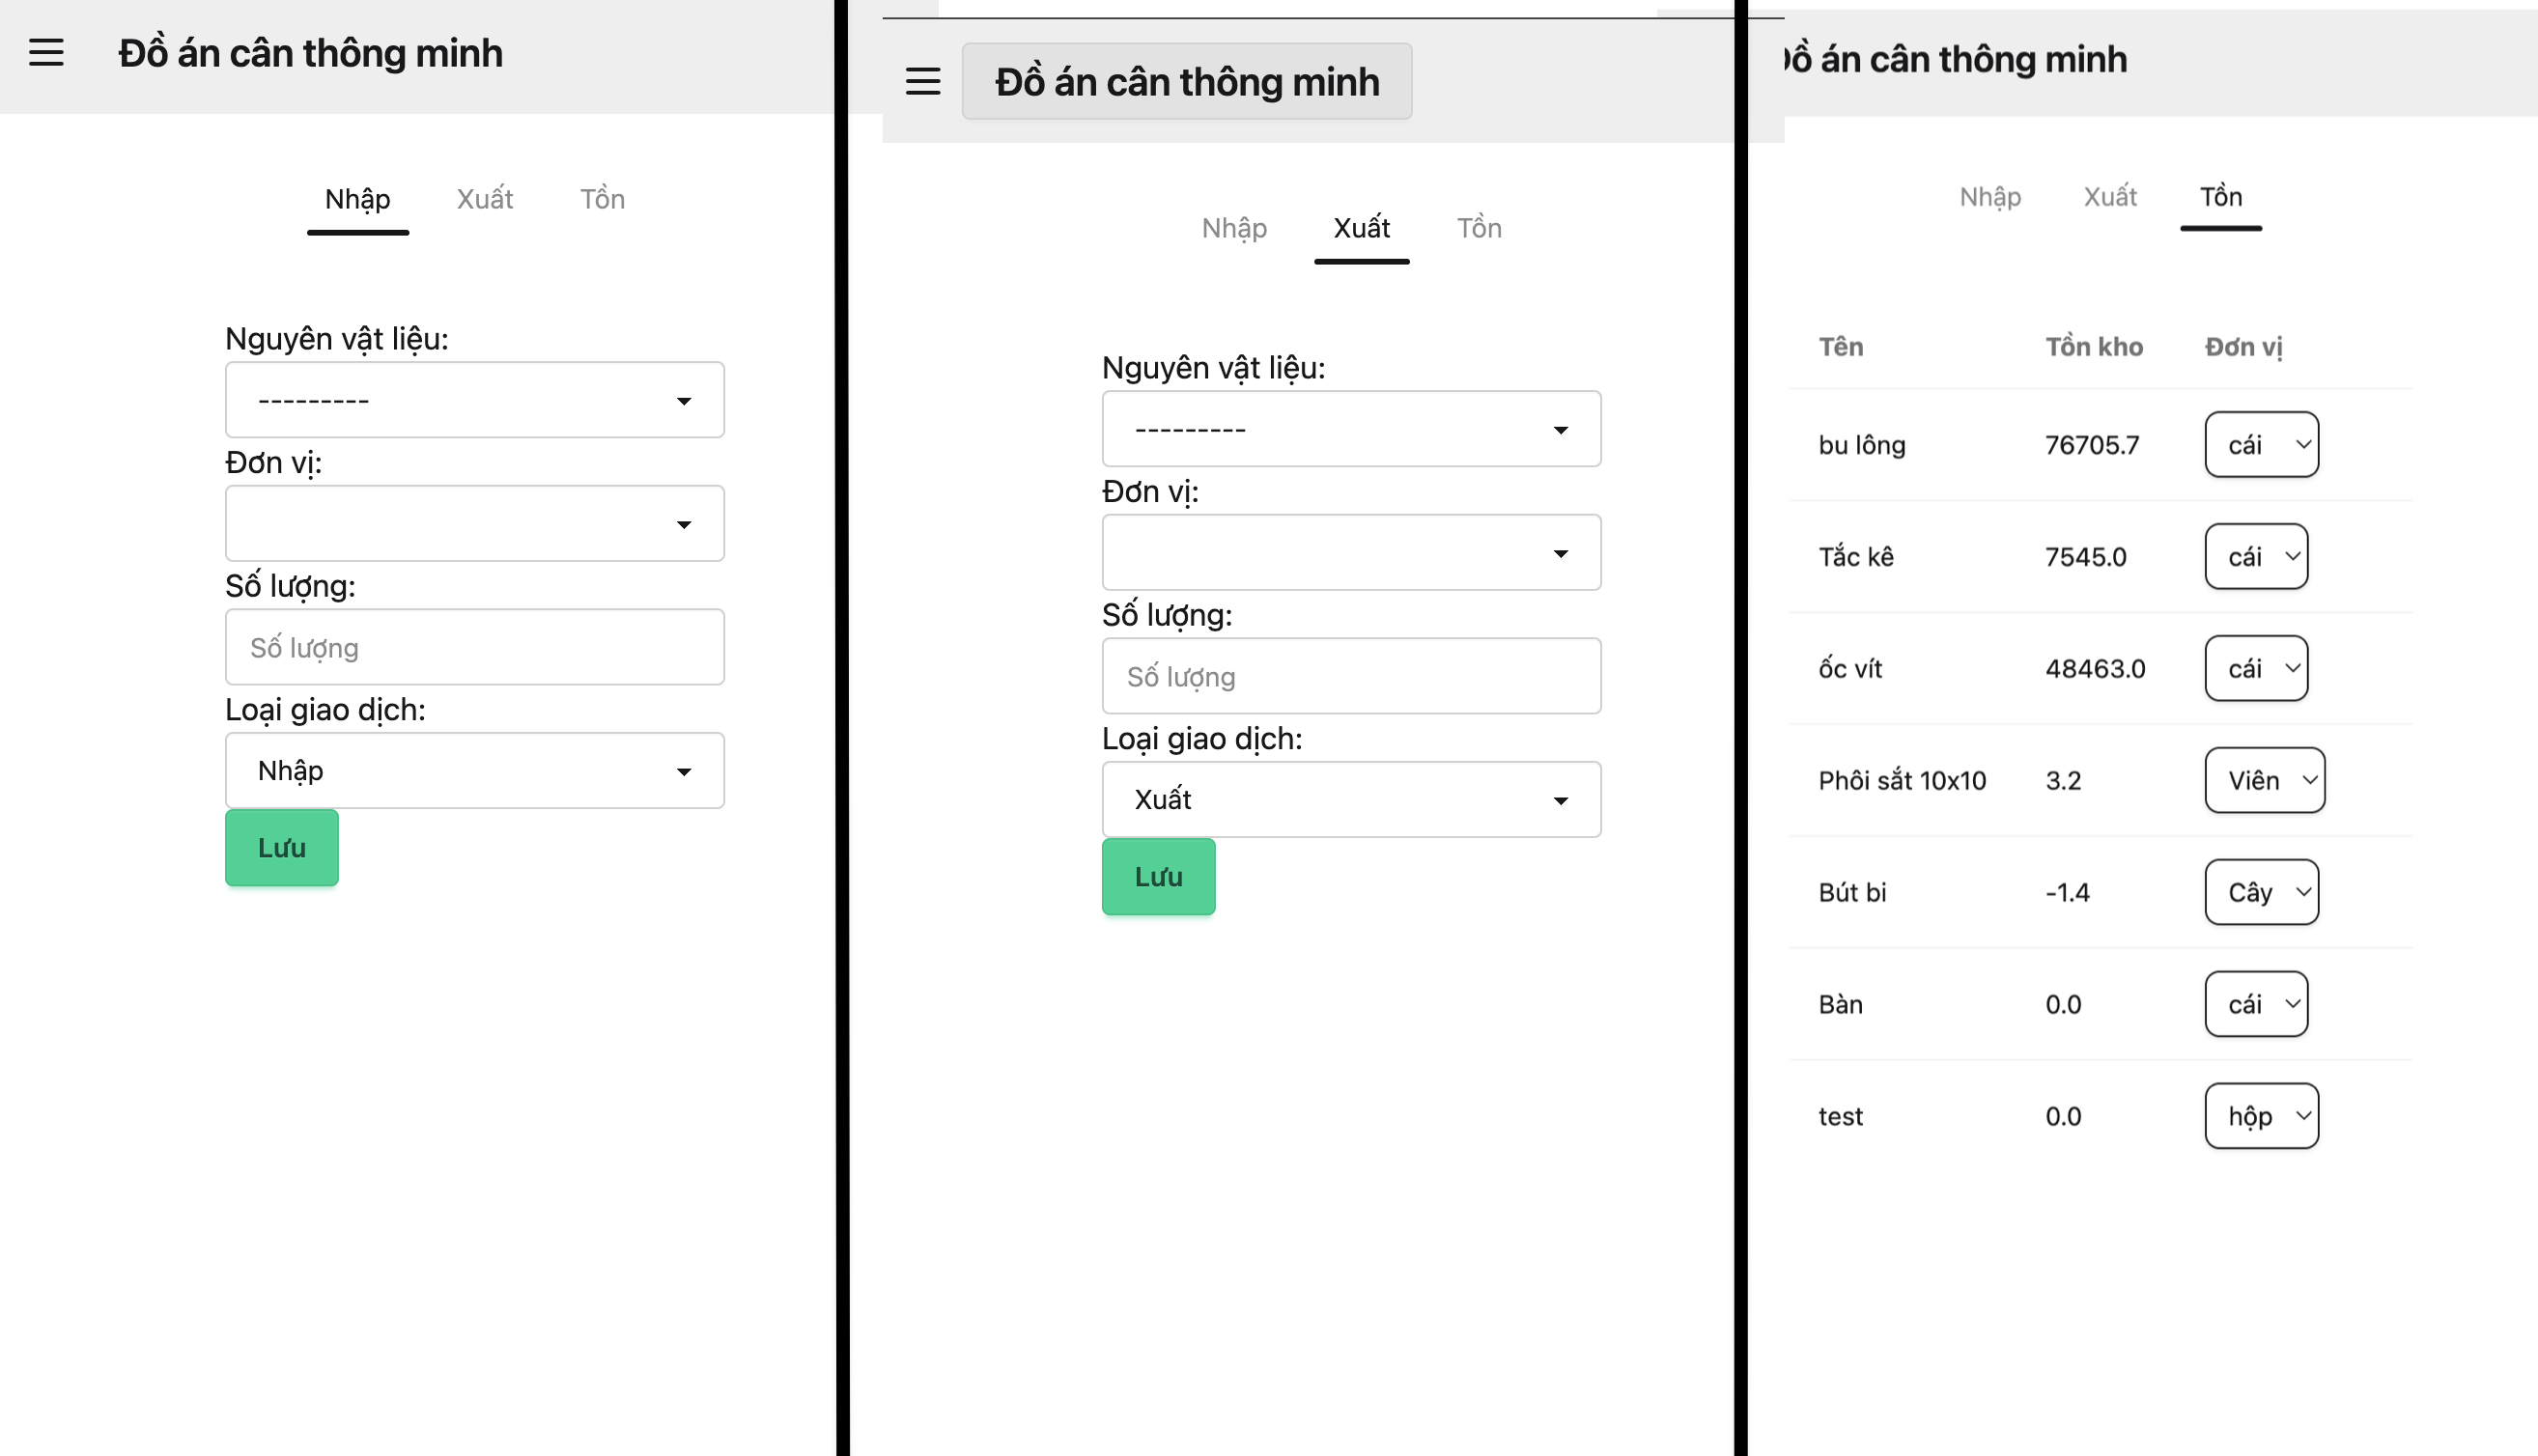 Đồ án cân thông minh
Nhập Xuất Tồn
Nguyên vật liệu:
---------
Đơn vị:
Số lượng:
Số lượng
Loại giao dịch:
Nhập
Lưu
Đồ án cân thông minh
Nhập Xuất Tồn
Nguyên vật liệu:
---------
Đơn vị:
Số lượng:
Số lượng
Loại giao dịch:
Xuất
Lưu
Đồ án cân thông minh
Nhập Xuất Tồn
Tên Tồn kho Đơn vị
bu lông 76705.7 cái
Tắc kê 7545.0 cái
ốc vít 48463.0 cái
Phôi sắt 10x10 3.2 Viên
Bút bi -1.4 Cây
Bàn 0.0 cái
test 0.0 hộp